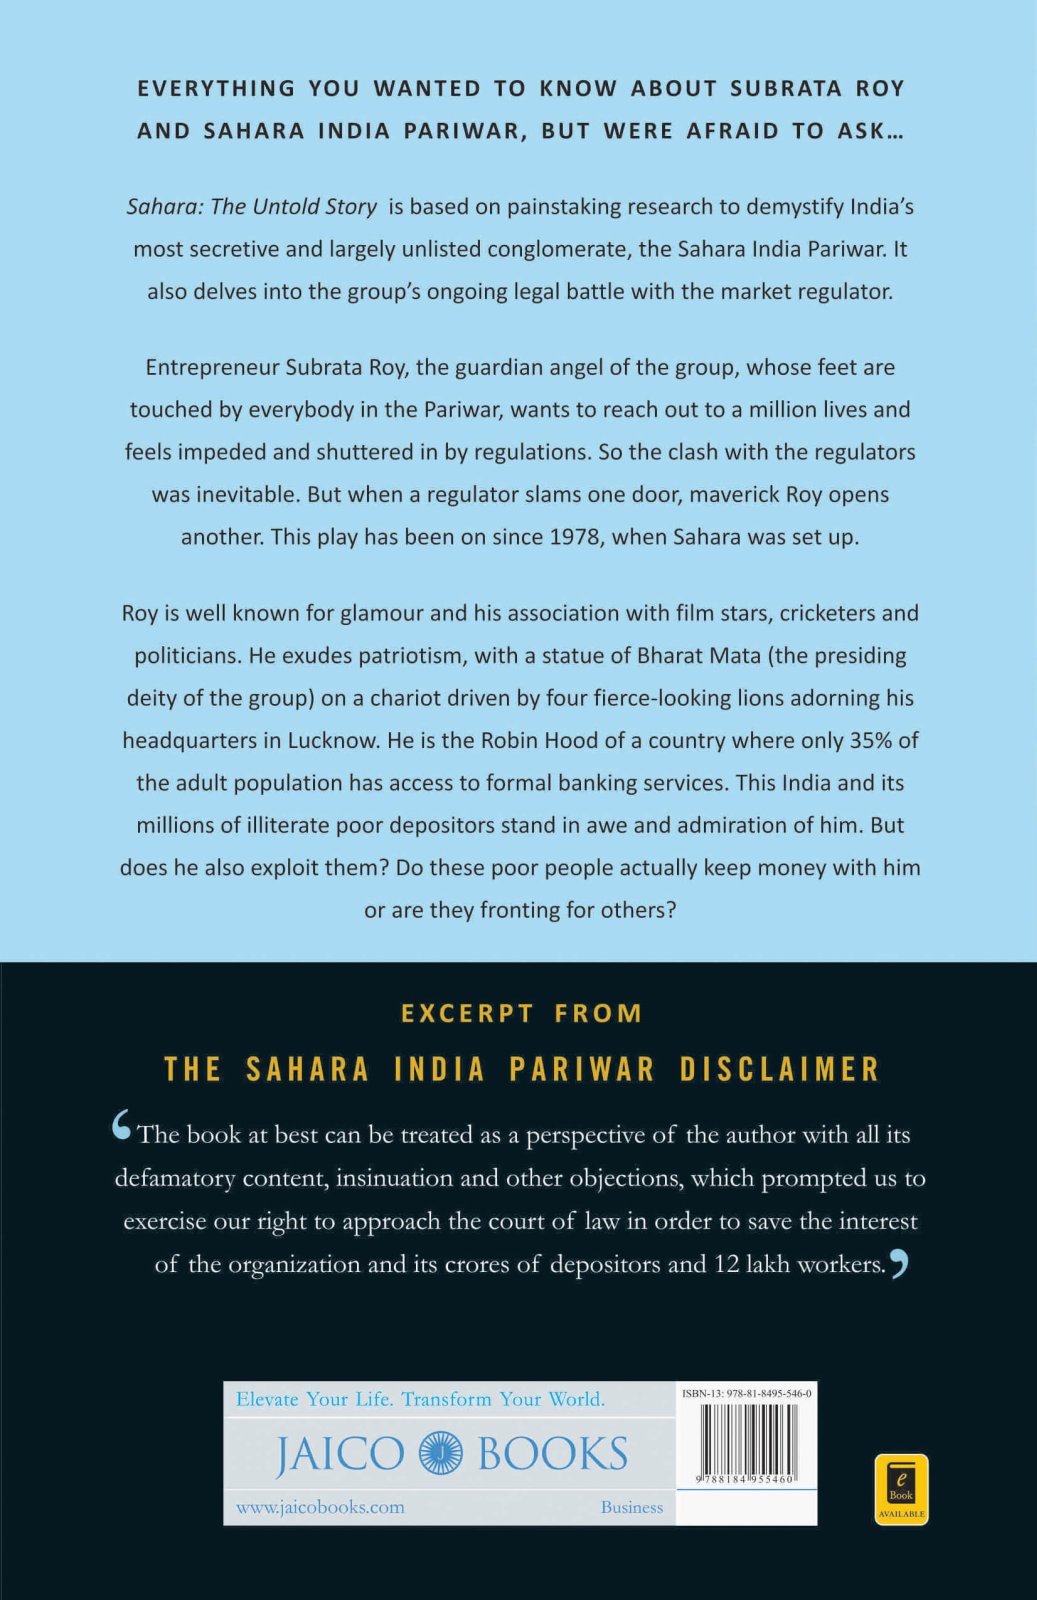 EVERYTHING YOU WANTED TO KNOW ABOUT SUBRATA ROY
AND SAHARA INDIA PARIWAR, BUT WERE AFRAID TO ASK...
Sahara: The Untold Story is based on painstaking research to demystify India’s
most secretive and largely unlisted conglomerate, the Sahara India Pariwar. It
also delves into the group’s ongoing legal battle with the market regulator.
Entrepreneur Subrata Roy, the guardian angel of the group, whose feet are
touched by everybody in the Pariwar, wants to reach out to a million lives and
feels impeded and shuttered in by regulations. So the clash with the regulators
was inevitable. But when a regulator slams one door, maverick Roy opens
another. This play has been on since 1978, when Sahara was set up.
Roy is well known for glamour and his association with film stars, cricketers and
politicians. He exudes patriotism, with a statue of Bharat Mata (the presiding
deity of the group) on a chariot driven by four fierce-looking lions adorning his
headquarters in Lucknow. He is the Robin Hood of a country where only 35% of
the adult population has access to formal banking services. This India and its
millions of illiterate poor depositors stand in awe and admiration of him. But
does he also exploit them? Do these poor people actually keep money with him
or are they fronting for others?
EXCERPT FROM
THE SAHARA INDIA PARIWAR DISCLAIMER
‘The book at best can be treated as a perspective of the author with all its
defamatory content, insinuation and other objections, which prompted us to
exercise our right to approach the court of law in order to save the interest
of the organization and its crores of depositors and 12 lakh workers.’
Elevate Your Life. Transform Your World.
JAICO J BOOKS
www.jaicobooks.com Business
ISBN-13: 978-81-8495-546-0
9 788184 955460
e
Book
AVAILABLE